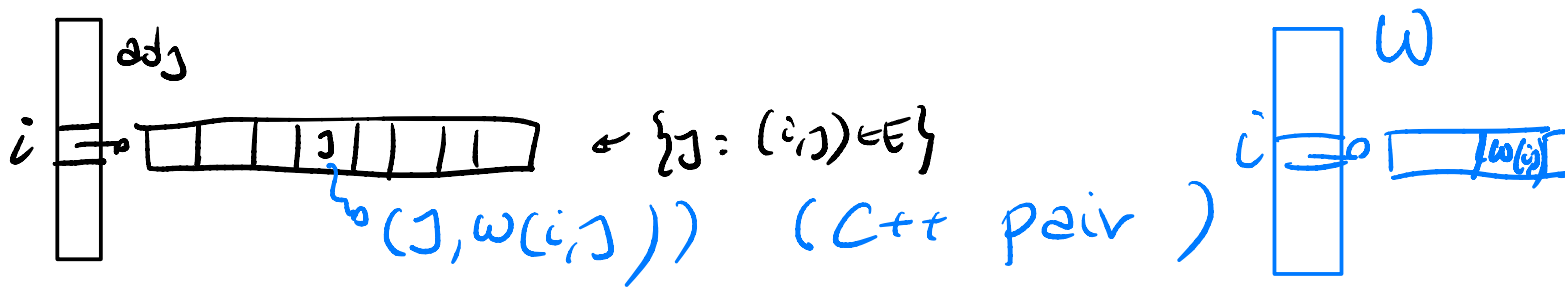 adj
W
i
j
← {j : (i,j) ∈ E}
i
w(i,j)
(j, w(i,j)) (C++ pair)